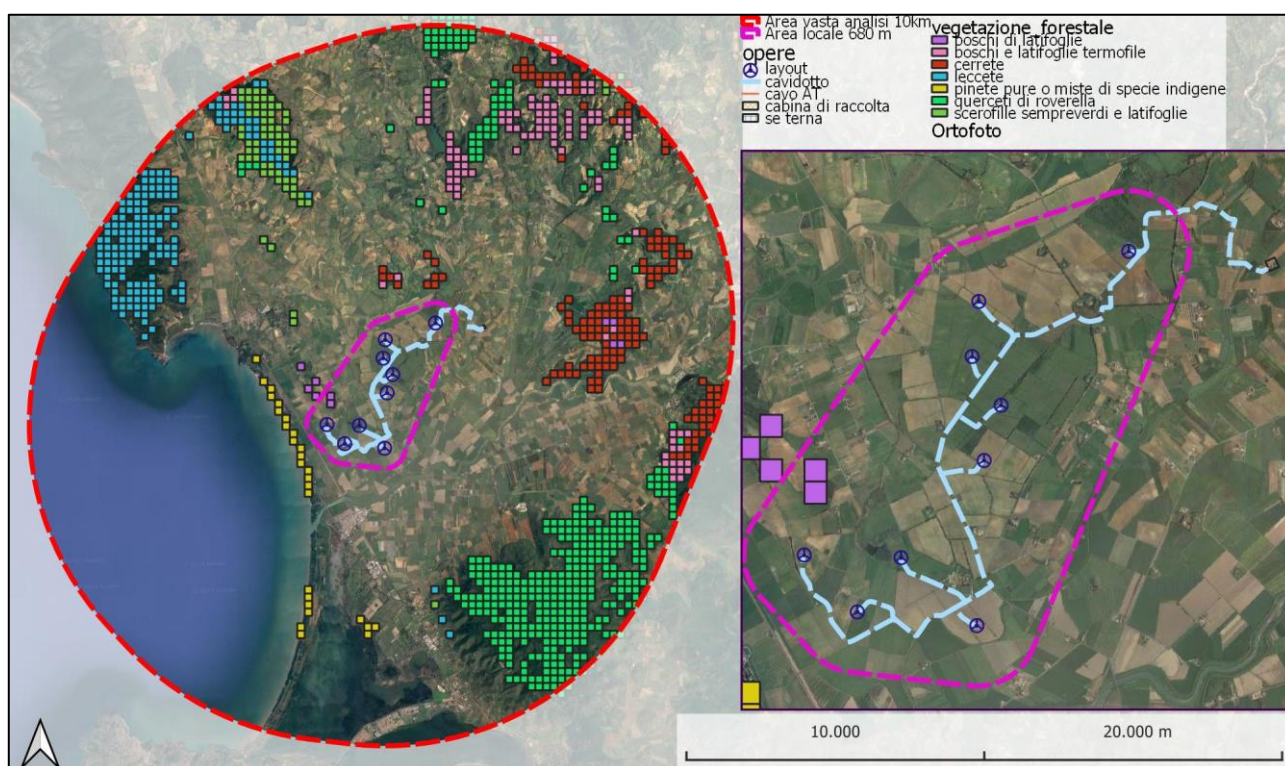 Area vasta analisi 10km
Area locale 680 m
opere
layout
cavidotto
cavo AT
cabina di raccolta
se terna
vegetazione_forestale
boschi di latifoglie
boschi e latifoglie termofile
cerrete
leccete
pinete pure o miste di specie indigene
querceti di roverella
scerofille sempreverdi e latifoglie
Ortofoto
10.000
20.000 m